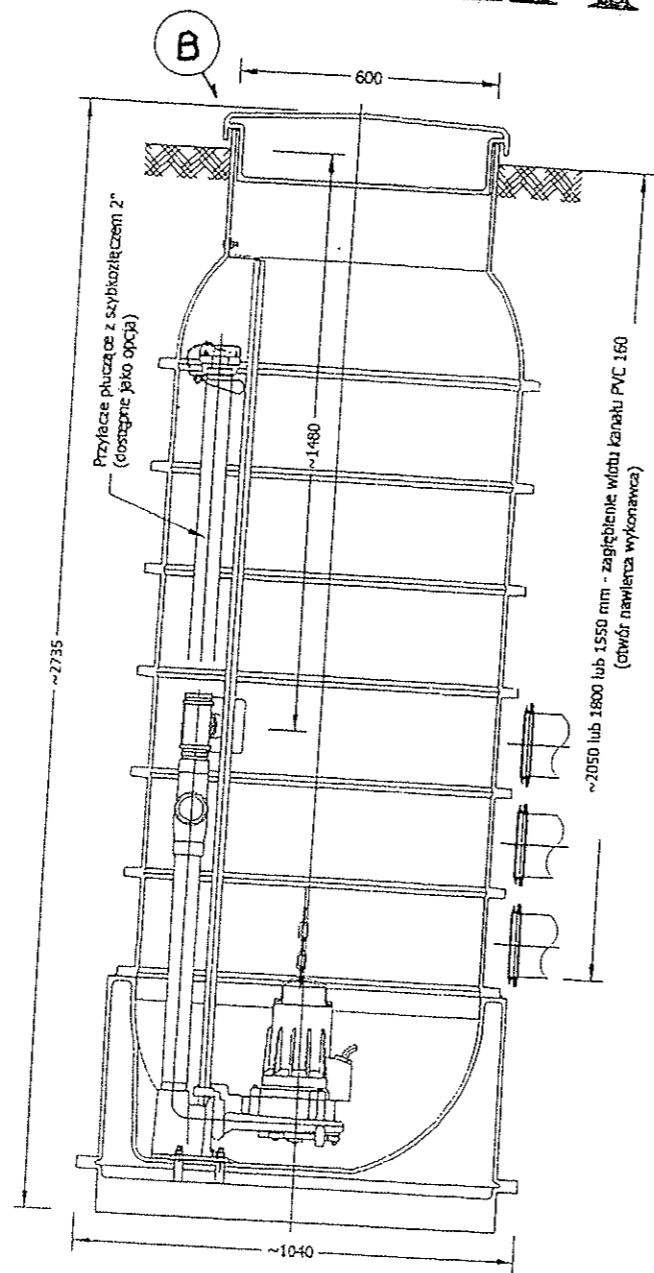 B
600
Przyłącze płuczące z szybkozłączem 2"
(dostępne jako opcja)
~1480
~2735
~2050 lub 1800 lub 1550 mm - zagłębienie wlotu kanału PVC 160
(otwór nawierca wykonawca)
~1040